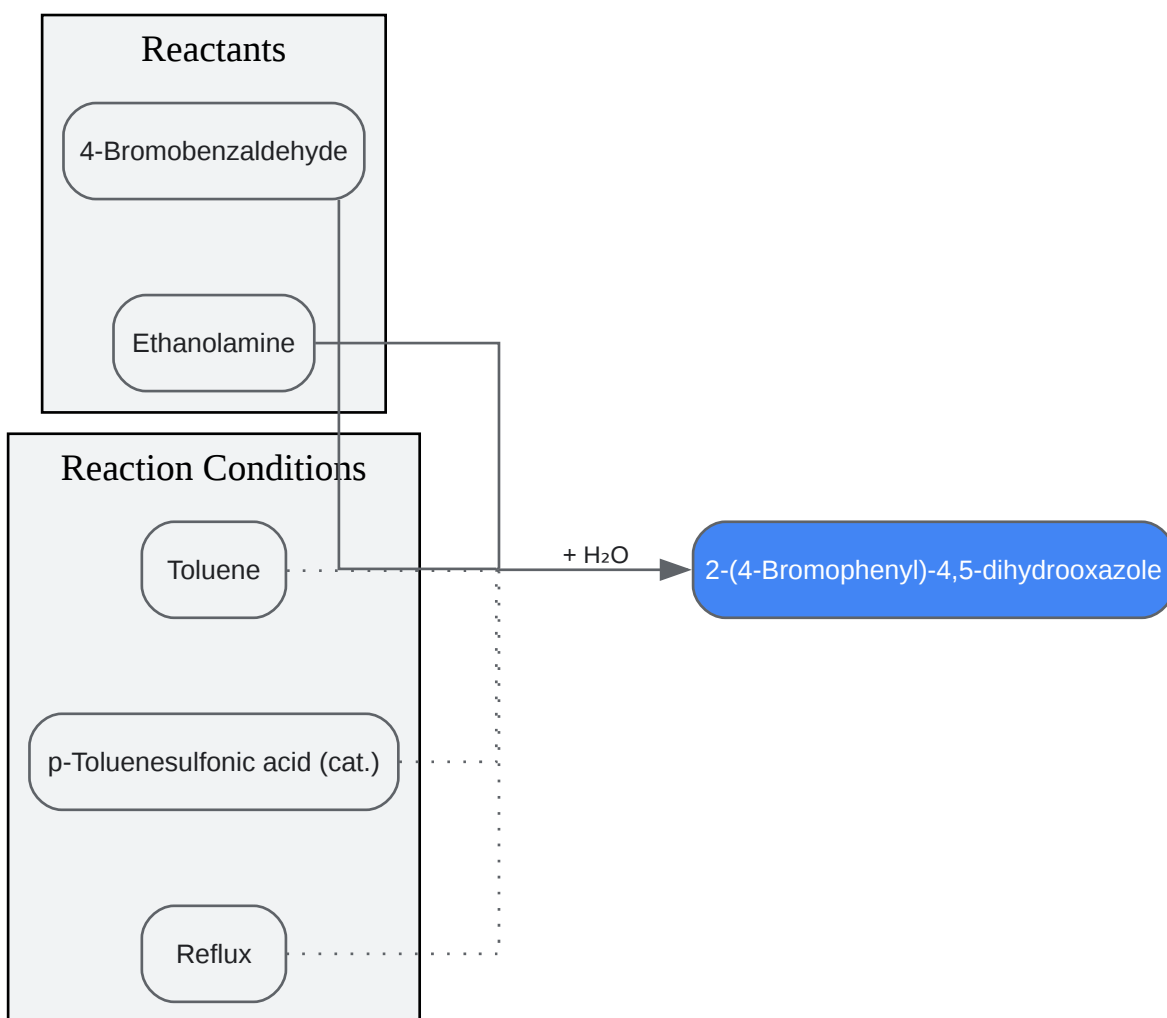 Reactants
4-Bromobenzaldehyde
Ethanolamine
Reaction Conditions
Toluene
p-Toluenesulfonic acid (cat.)
Reflux
+ H₂O
2-(4-Bromophenyl)-4,5-dihydrooxazole